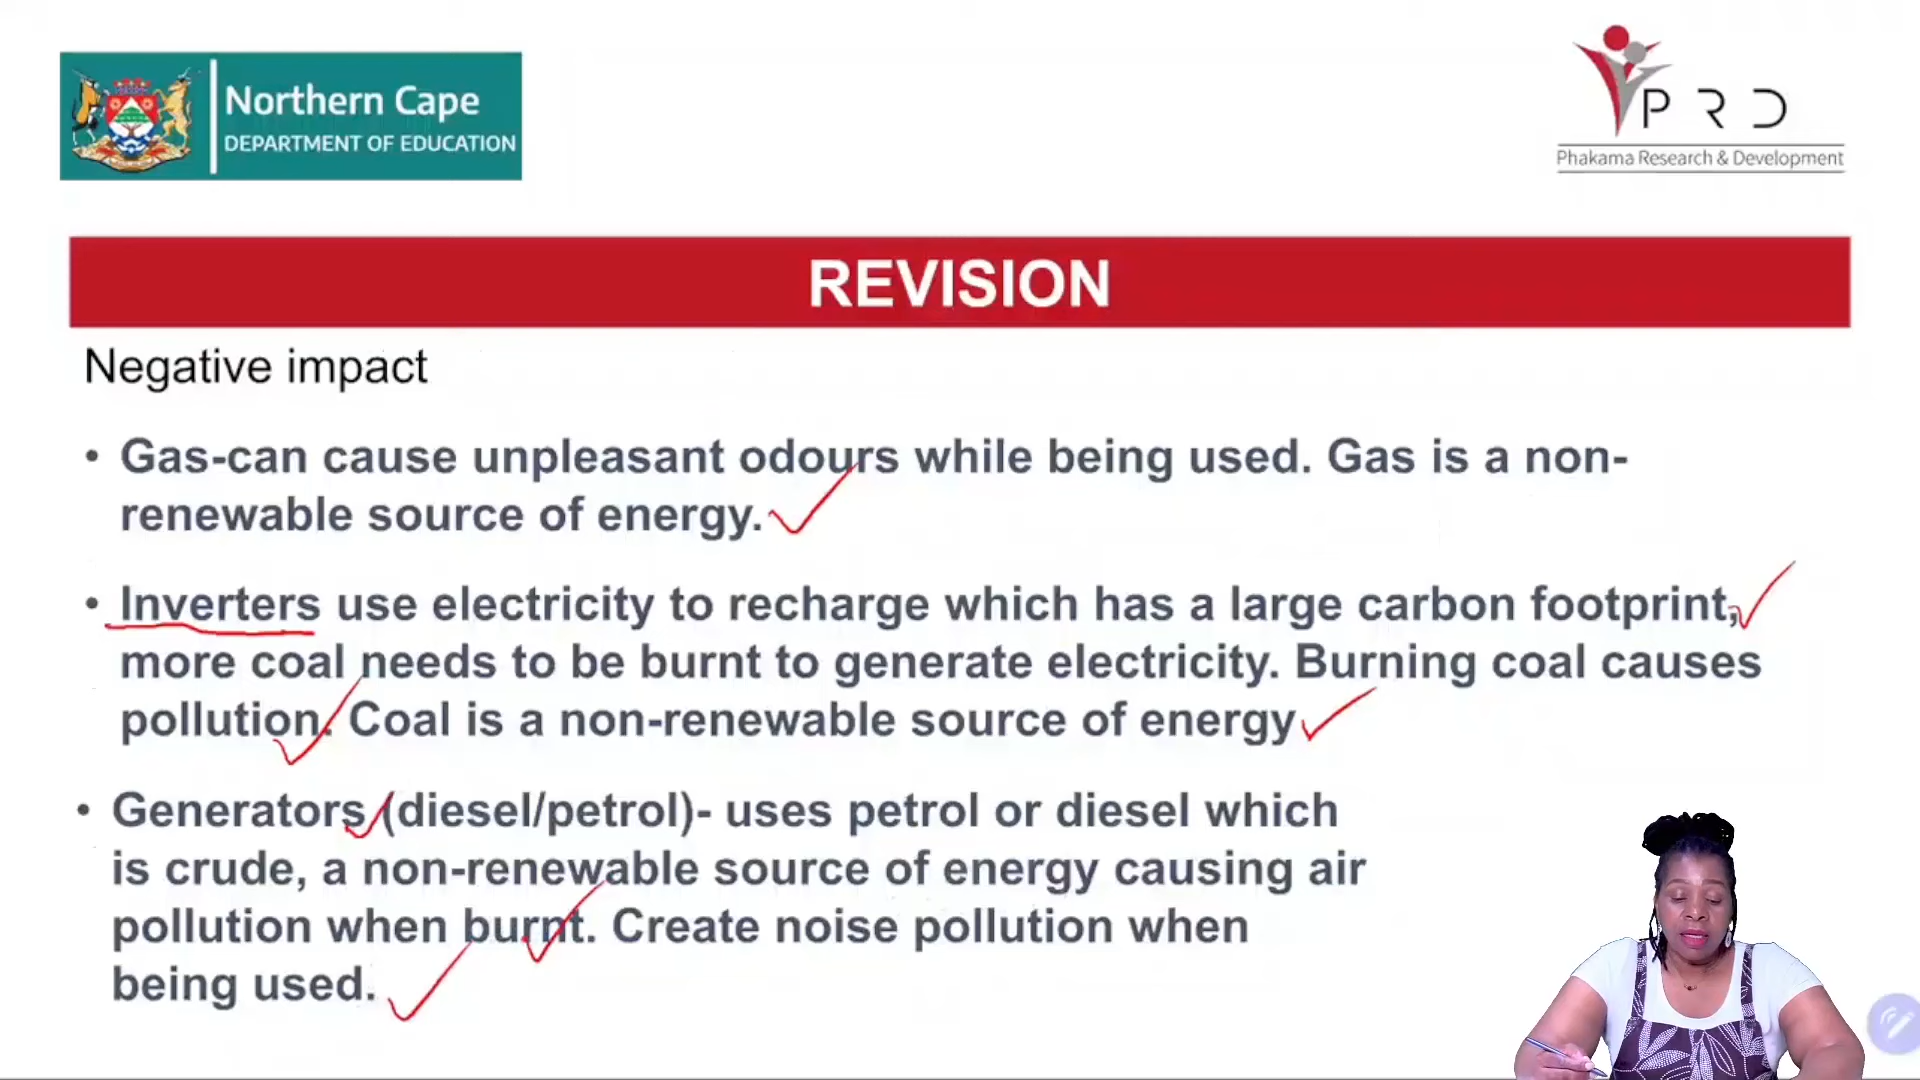 Northern Cape
DEPARTMENT OF EDUCATION
P R D
Phakama Research & Development
REVISION
Negative impact
• Gas-can cause unpleasant odours while being used. Gas is a non-
renewable source of energy.
• Inverters use electricity to recharge which has a large carbon footprint,
more coal needs to be burnt to generate electricity. Burning coal causes
pollution. Coal is a non-renewable source of energy
• Generators (diesel/petrol)- uses petrol or diesel which
is crude, a non-renewable source of energy causing air
pollution when burnt. Create noise pollution when
being used.